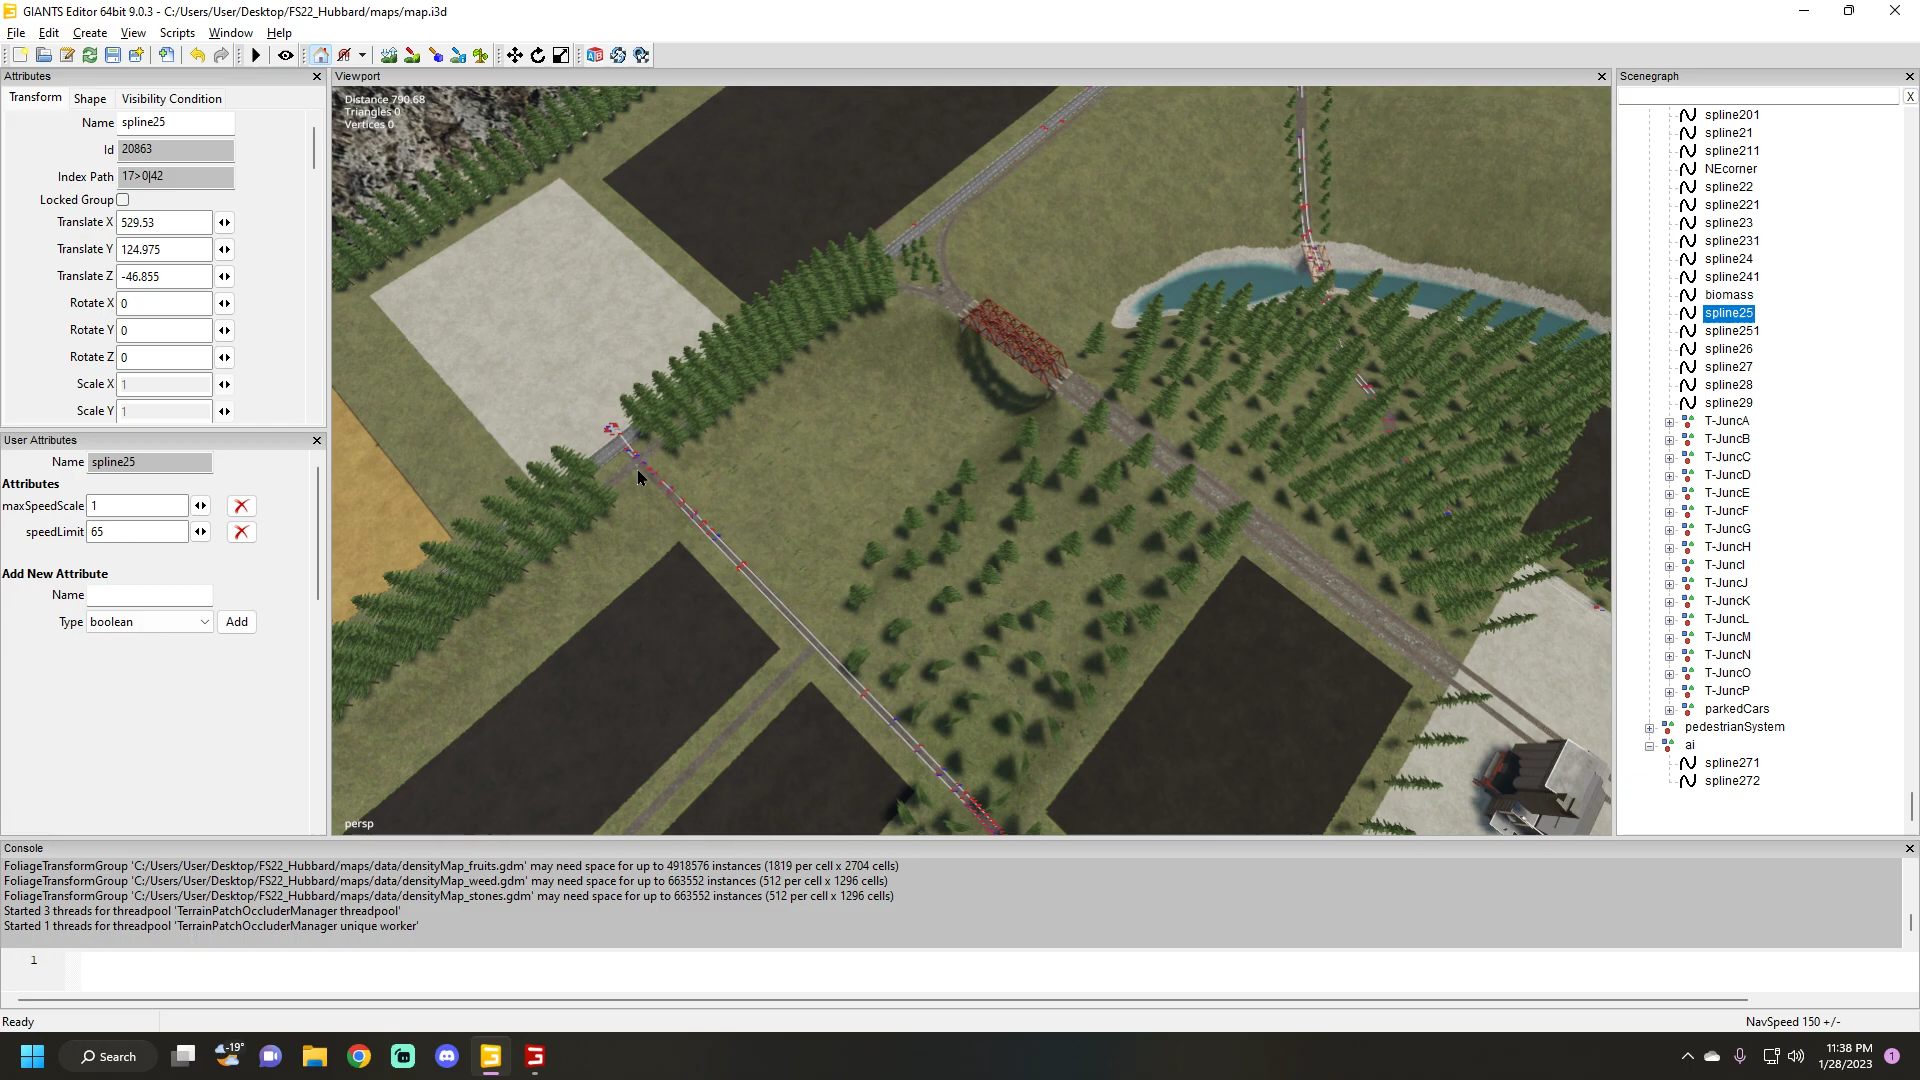 GIANTS Editor 64bit 9.0.3 - C:/Users/User/Desktop/FS22_Hubbard/maps/map.i3d
File Edit Create View Scripts Window Help
Attributes
Transform Shape Visibility Condition
Name spline25
Id 20863
Index Path 17>0|42
Locked Group
Translate X 529.53
Translate Y 124.975
Translate Z -46.855
Rotate X 0
Rotate Y 0
Rotate Z 0
Scale X 1
Scale Y 1
User Attributes
Name spline25
Attributes
maxSpeedScale 1
speedLimit 65
Add New Attribute
Name
Type boolean Add
Viewport
Distance 790.68
Triangles 0
Vertices 0
persp
Scenegraph
X
spline201
spline21
spline211
NEcorner
spline22
spline221
spline23
spline231
spline24
spline241
biomass
spline25
spline251
spline26
spline27
spline28
spline29
T-JuncA
T-JuncB
T-JuncC
T-JuncD
T-JuncE
T-JuncF
T-JuncG
T-JuncH
T-JuncI
T-JuncJ
T-JuncK
T-JuncL
T-JuncM
T-JuncN
T-JuncO
T-JuncP
parkedCars
pedestrianSystem
ai
spline271
spline272
Console
FoliageTransformGroup 'C:/Users/User/Desktop/FS22_Hubbard/maps/data/densityMap_fruits.gdm' may need space for up to 4918576 instances (1819 per cell x 2704 cells)
FoliageTransformGroup 'C:/Users/User/Desktop/FS22_Hubbard/maps/data/densityMap_weed.gdm' may need space for up to 663552 instances (512 per cell x 1296 cells)
FoliageTransformGroup 'C:/Users/User/Desktop/FS22_Hubbard/maps/data/densityMap_stones.gdm' may need space for up to 663552 instances (512 per cell x 1296 cells)
Started 3 threads for threadpool 'TerrainPatchOccluderManager threadpool'
Started 1 threads for threadpool 'TerrainPatchOccluderManager unique worker'
1
Ready
NavSpeed 150 +/-
Search
-19°
11:38 PM
1/28/2023
1